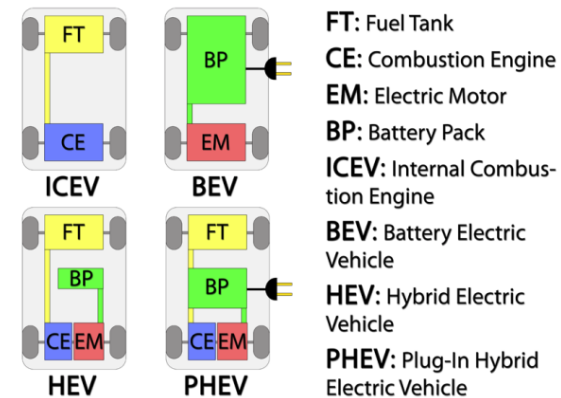 FT
CE
ICEV
BP
EM
BEV
FT
BP
CE EM
HEV
FT
BP
CE EM
PHEV
FT: Fuel Tank
CE: Combustion Engine
EM: Electric Motor
BP: Battery Pack
ICEV: Internal Combus-
tion Engine
BEV: Battery Electric
Vehicle
HEV: Hybrid Electric
Vehicle
PHEV: Plug-In Hybrid
Electric Vehicle